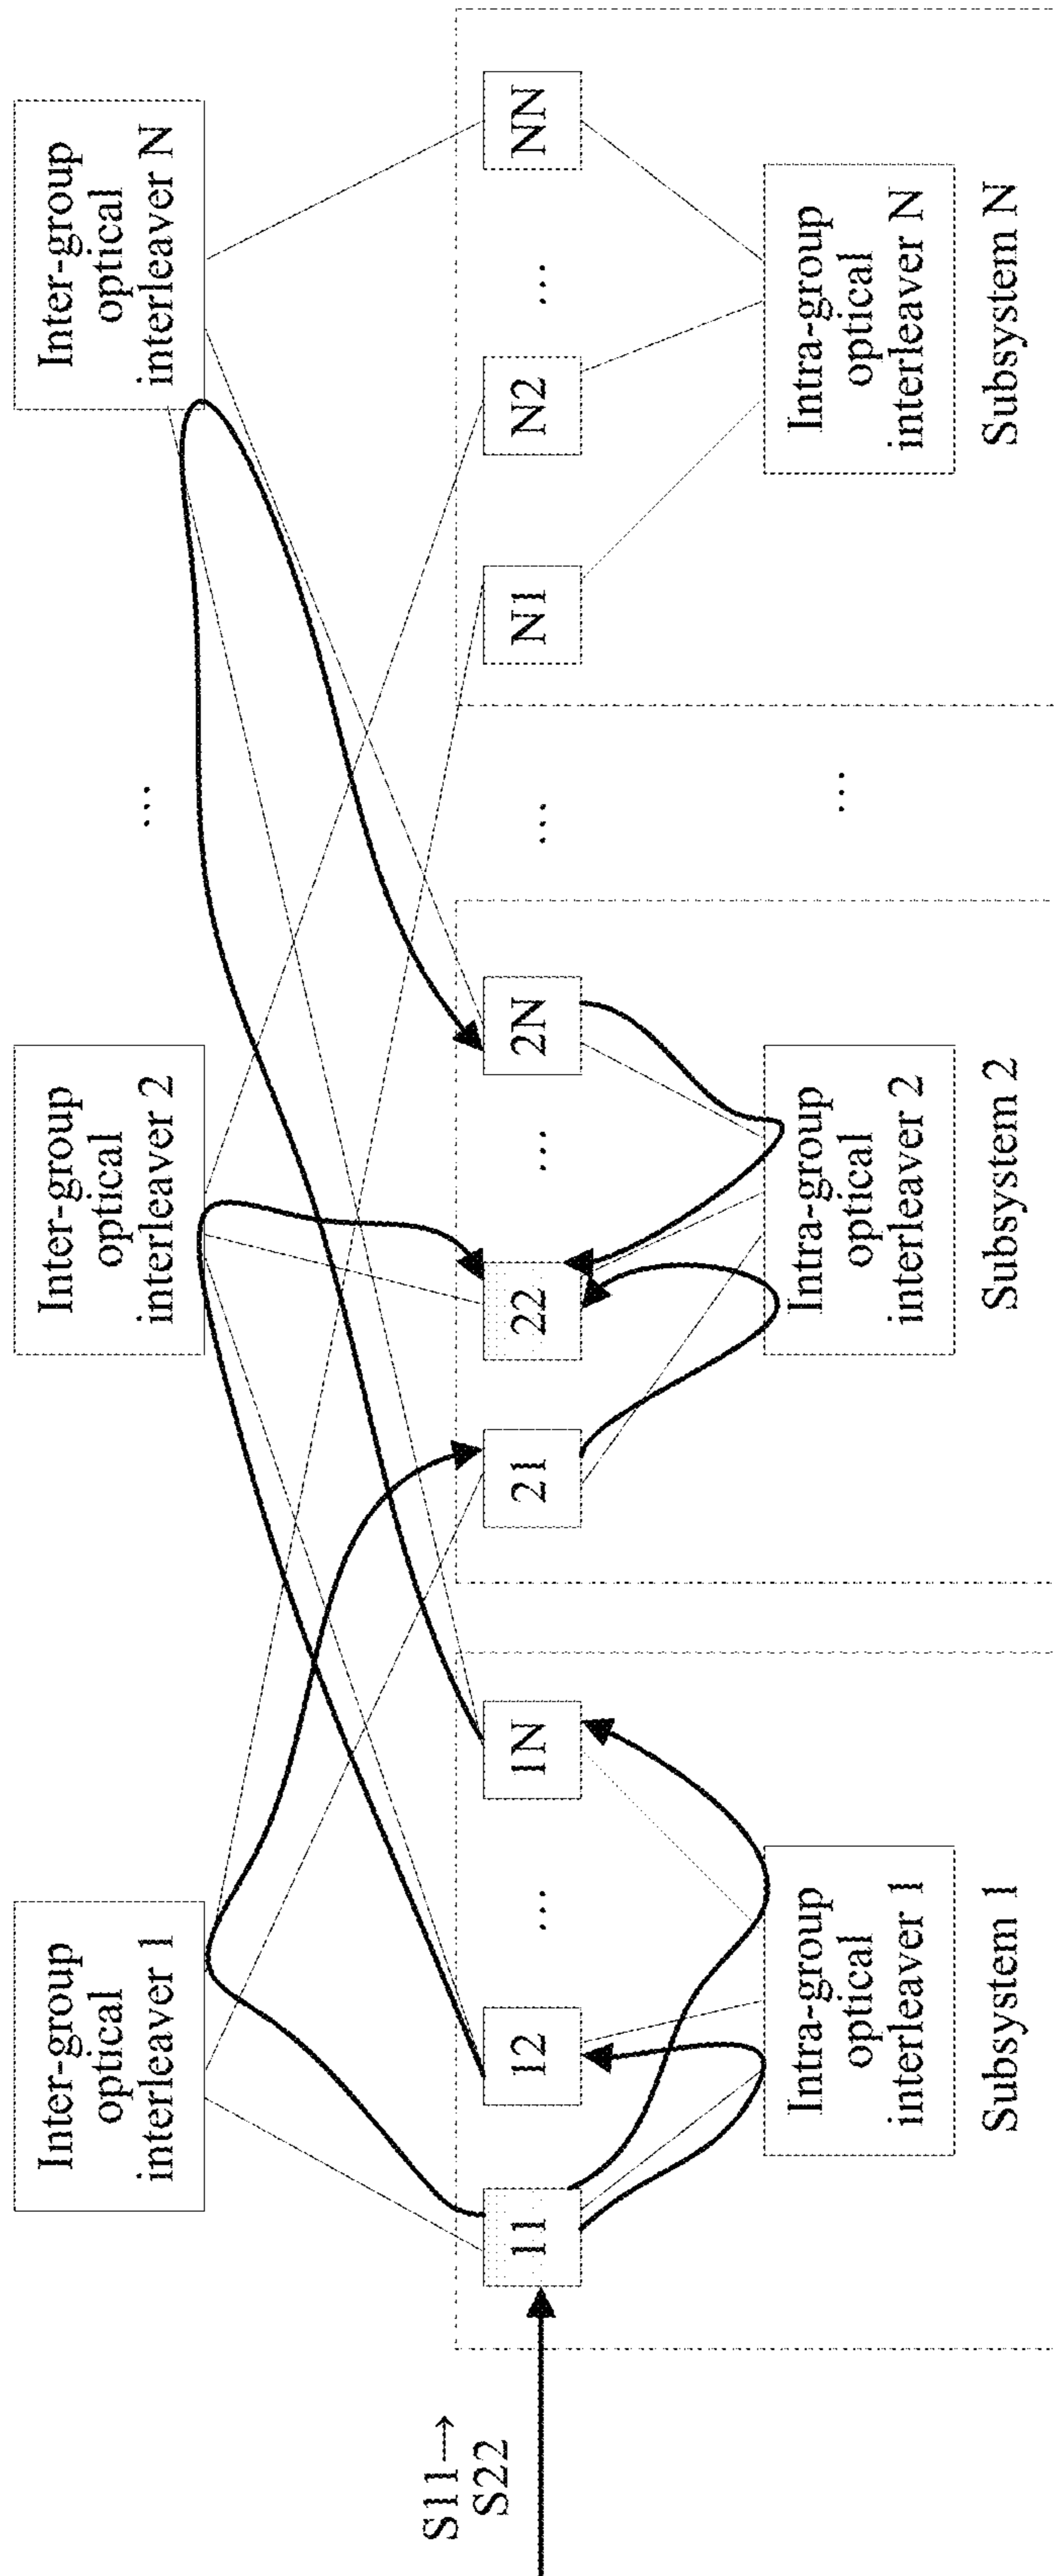 Inter-group
optical
interleaver 1
Inter-group
optical
interleaver 2
...
Inter-group
optical
interleaver N
S11→
S22
11
12
...
1N
21
22
...
2N
...
N1
N2
...
NN
Intra-group
optical
interleaver 1
Intra-group
optical
interleaver 2
...
Intra-group
optical
interleaver N
Subsystem 1
Subsystem 2
Subsystem N